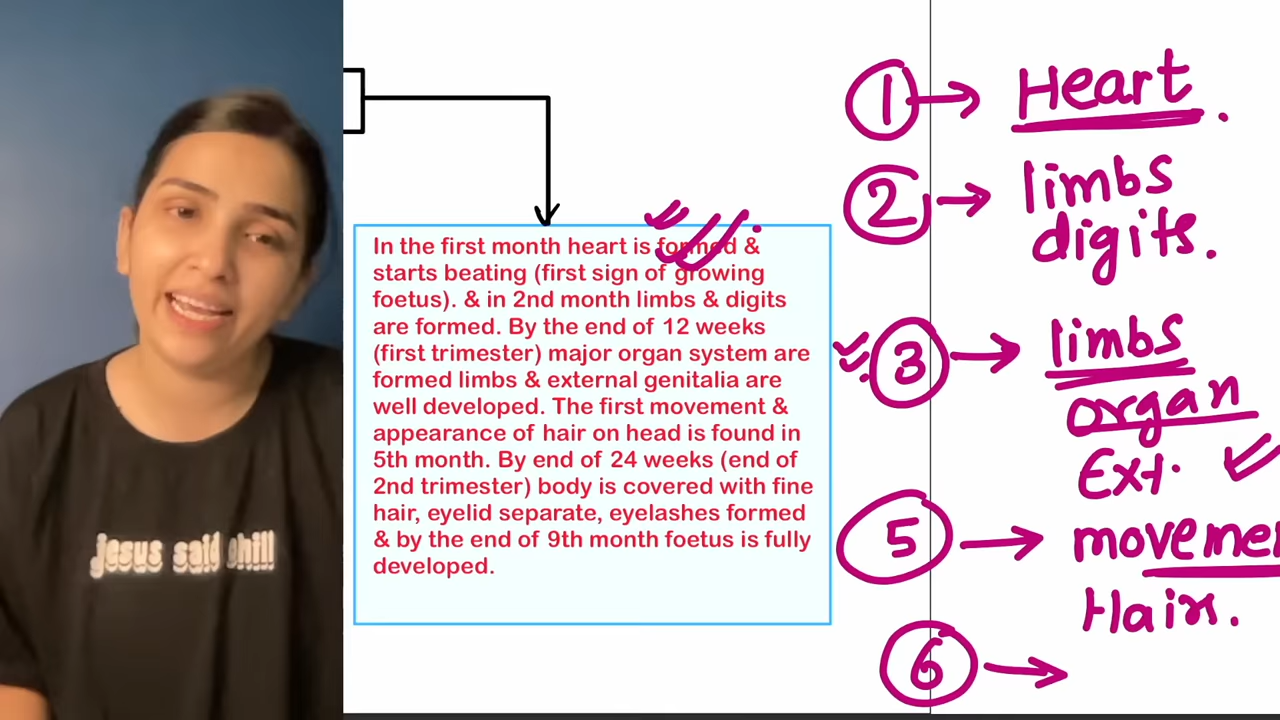 jesus said chill
In the first month heart is formed &
starts beating (first sign of growing
foetus). & in 2nd month limbs & digits
are formed. By the end of 12 weeks
(first trimester) major organ system are
formed limbs & external genitalia are
well developed. The first movement &
appearance of hair on head is found in
5th month. By end of 24 weeks (end of
2nd trimester) body is covered with fine
hair, eyelid separate, eyelashes formed
& by the end of 9th month foetus is fully
developed.
1 → Heart.
2 → limbs
digits.
3 → limbs
organ
Ext.
5 → movemen
Hair.
6 →